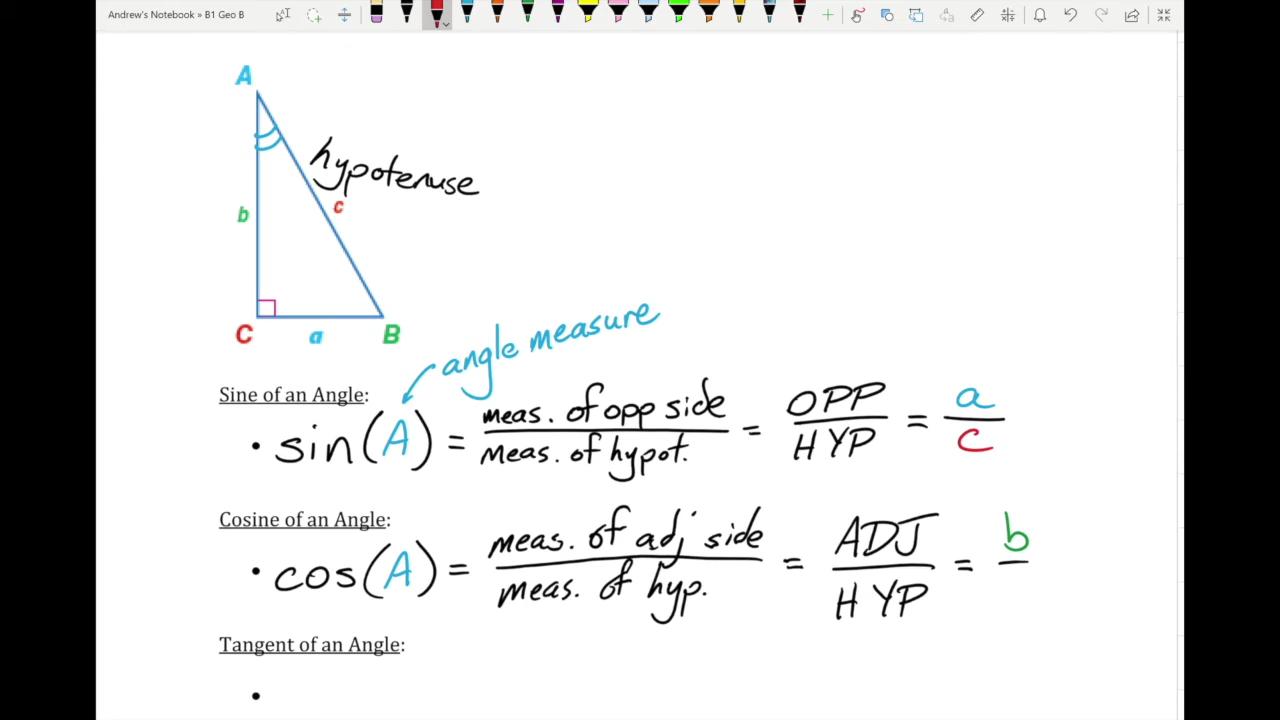 Andrew's Notebook » B1 Geo B
A
hypotenuse
b
c
C
a
B
angle measure
Sine of an Angle:
• sin(A) = meas. of opp side / meas. of hypot. = OPP / HYP = a / c
Cosine of an Angle:
• cos(A) = meas. of adj side / meas. of hyp. = ADJ / HYP = b /
Tangent of an Angle:
•